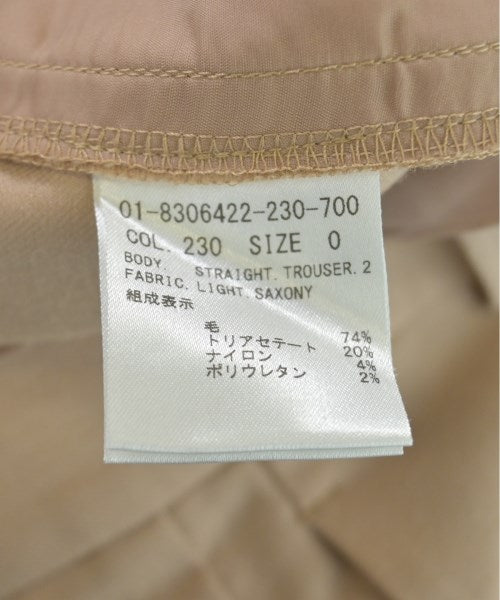 01-8306422-230-700
COL. 230 SIZE 0
BODY. STRAIGHT.TROUSER.2
FABRIC.LIGHT.SAXONY
組成表示
毛 74%
トリアセテート 20%
ナイロン 4%
ポリウレタン 2%